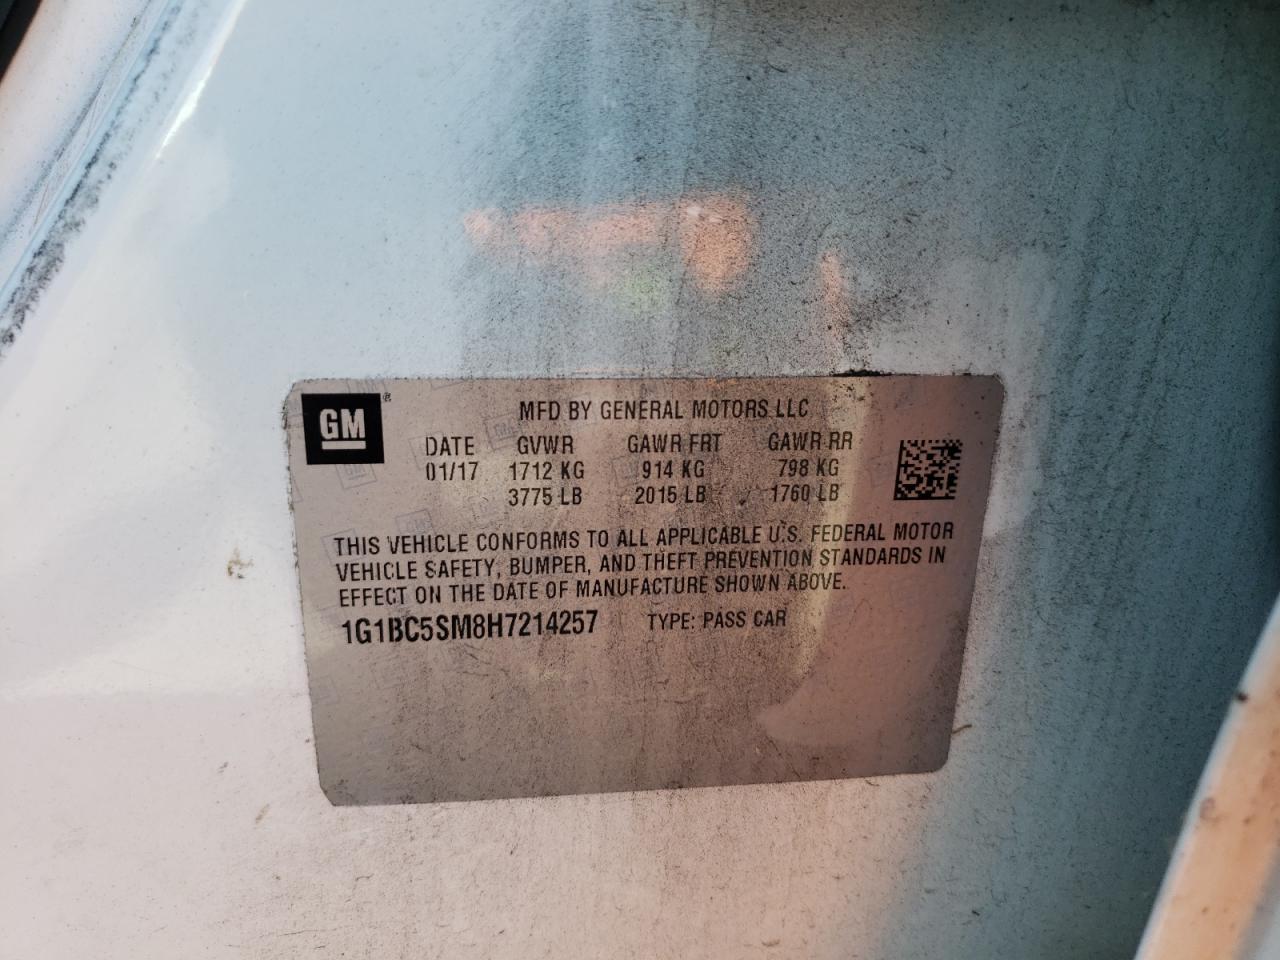 GM ®
MFD BY GENERAL MOTORS LLC
DATE GVWR GAWR FRT GAWR RR
01/17 1712 KG 914 KG 798 KG
3775 LB 2015 LB 1760 LB
THIS VEHICLE CONFORMS TO ALL APPLICABLE U.S. FEDERAL MOTOR
VEHICLE SAFETY, BUMPER, AND THEFT PREVENTION STANDARDS IN
EFFECT ON THE DATE OF MANUFACTURE SHOWN ABOVE.
1G1BC5SM8H7214257 TYPE: PASS CAR